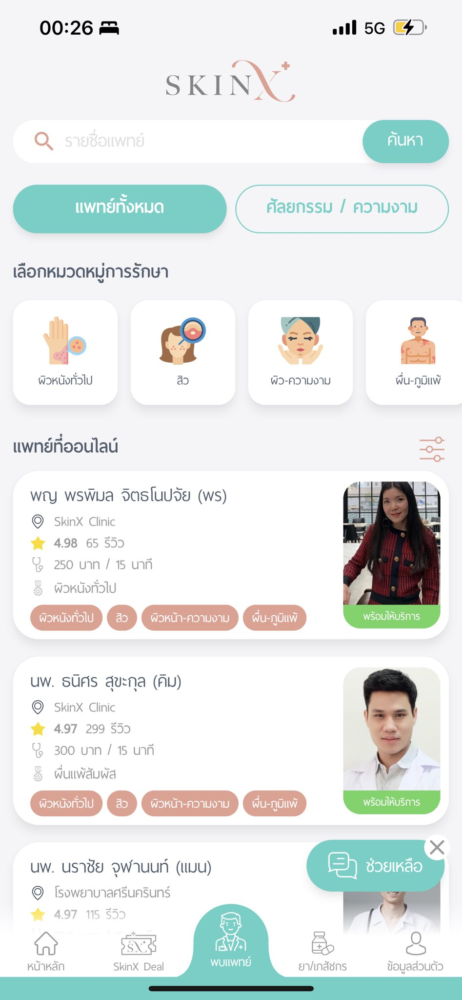 00:26
5G
SKINX
รายชื่อแพทย์
ค้นหา
แพทย์ทั้งหมด
ศัลยกรรม / ความงาม
เลือกหมวดหมู่การรักษา
ผิวหนังทั่วไป
สิว
ผิว-ความงาม
ผื่น-ภูมิแพ้
แพทย์ที่ออนไลน์
พญ พรพิมล จิตธโนปจัย (พร)
SkinX Clinic
4.98 65 รีวิว
250 บาท / 15 นาที
ผิวหนังทั่วไป
ผิวหนังทั่วไป สิว ผิวหน้า-ความงาม ผื่น-ภูมิแพ้
พร้อมให้บริการ
นพ. ธนิศร สุขะกุล (คิม)
SkinX Clinic
4.97 299 รีวิว
300 บาท / 15 นาที
ผื่นแพ้สัมผัส
ผิวหนังทั่วไป สิว ผิวหน้า-ความงาม ผื่น-ภูมิแพ้
พร้อมให้บริการ
นพ. นราชัย จุฬานนท์ (แมน)
โรงพยาบาลศรีนครินทร์
4.97 115 รีวิว
ช่วยเหลือ
หน้าหลัก
SX
SkinX Deal
พบแพทย์
ยา/เภสัชกร
ข้อมูลส่วนตัว